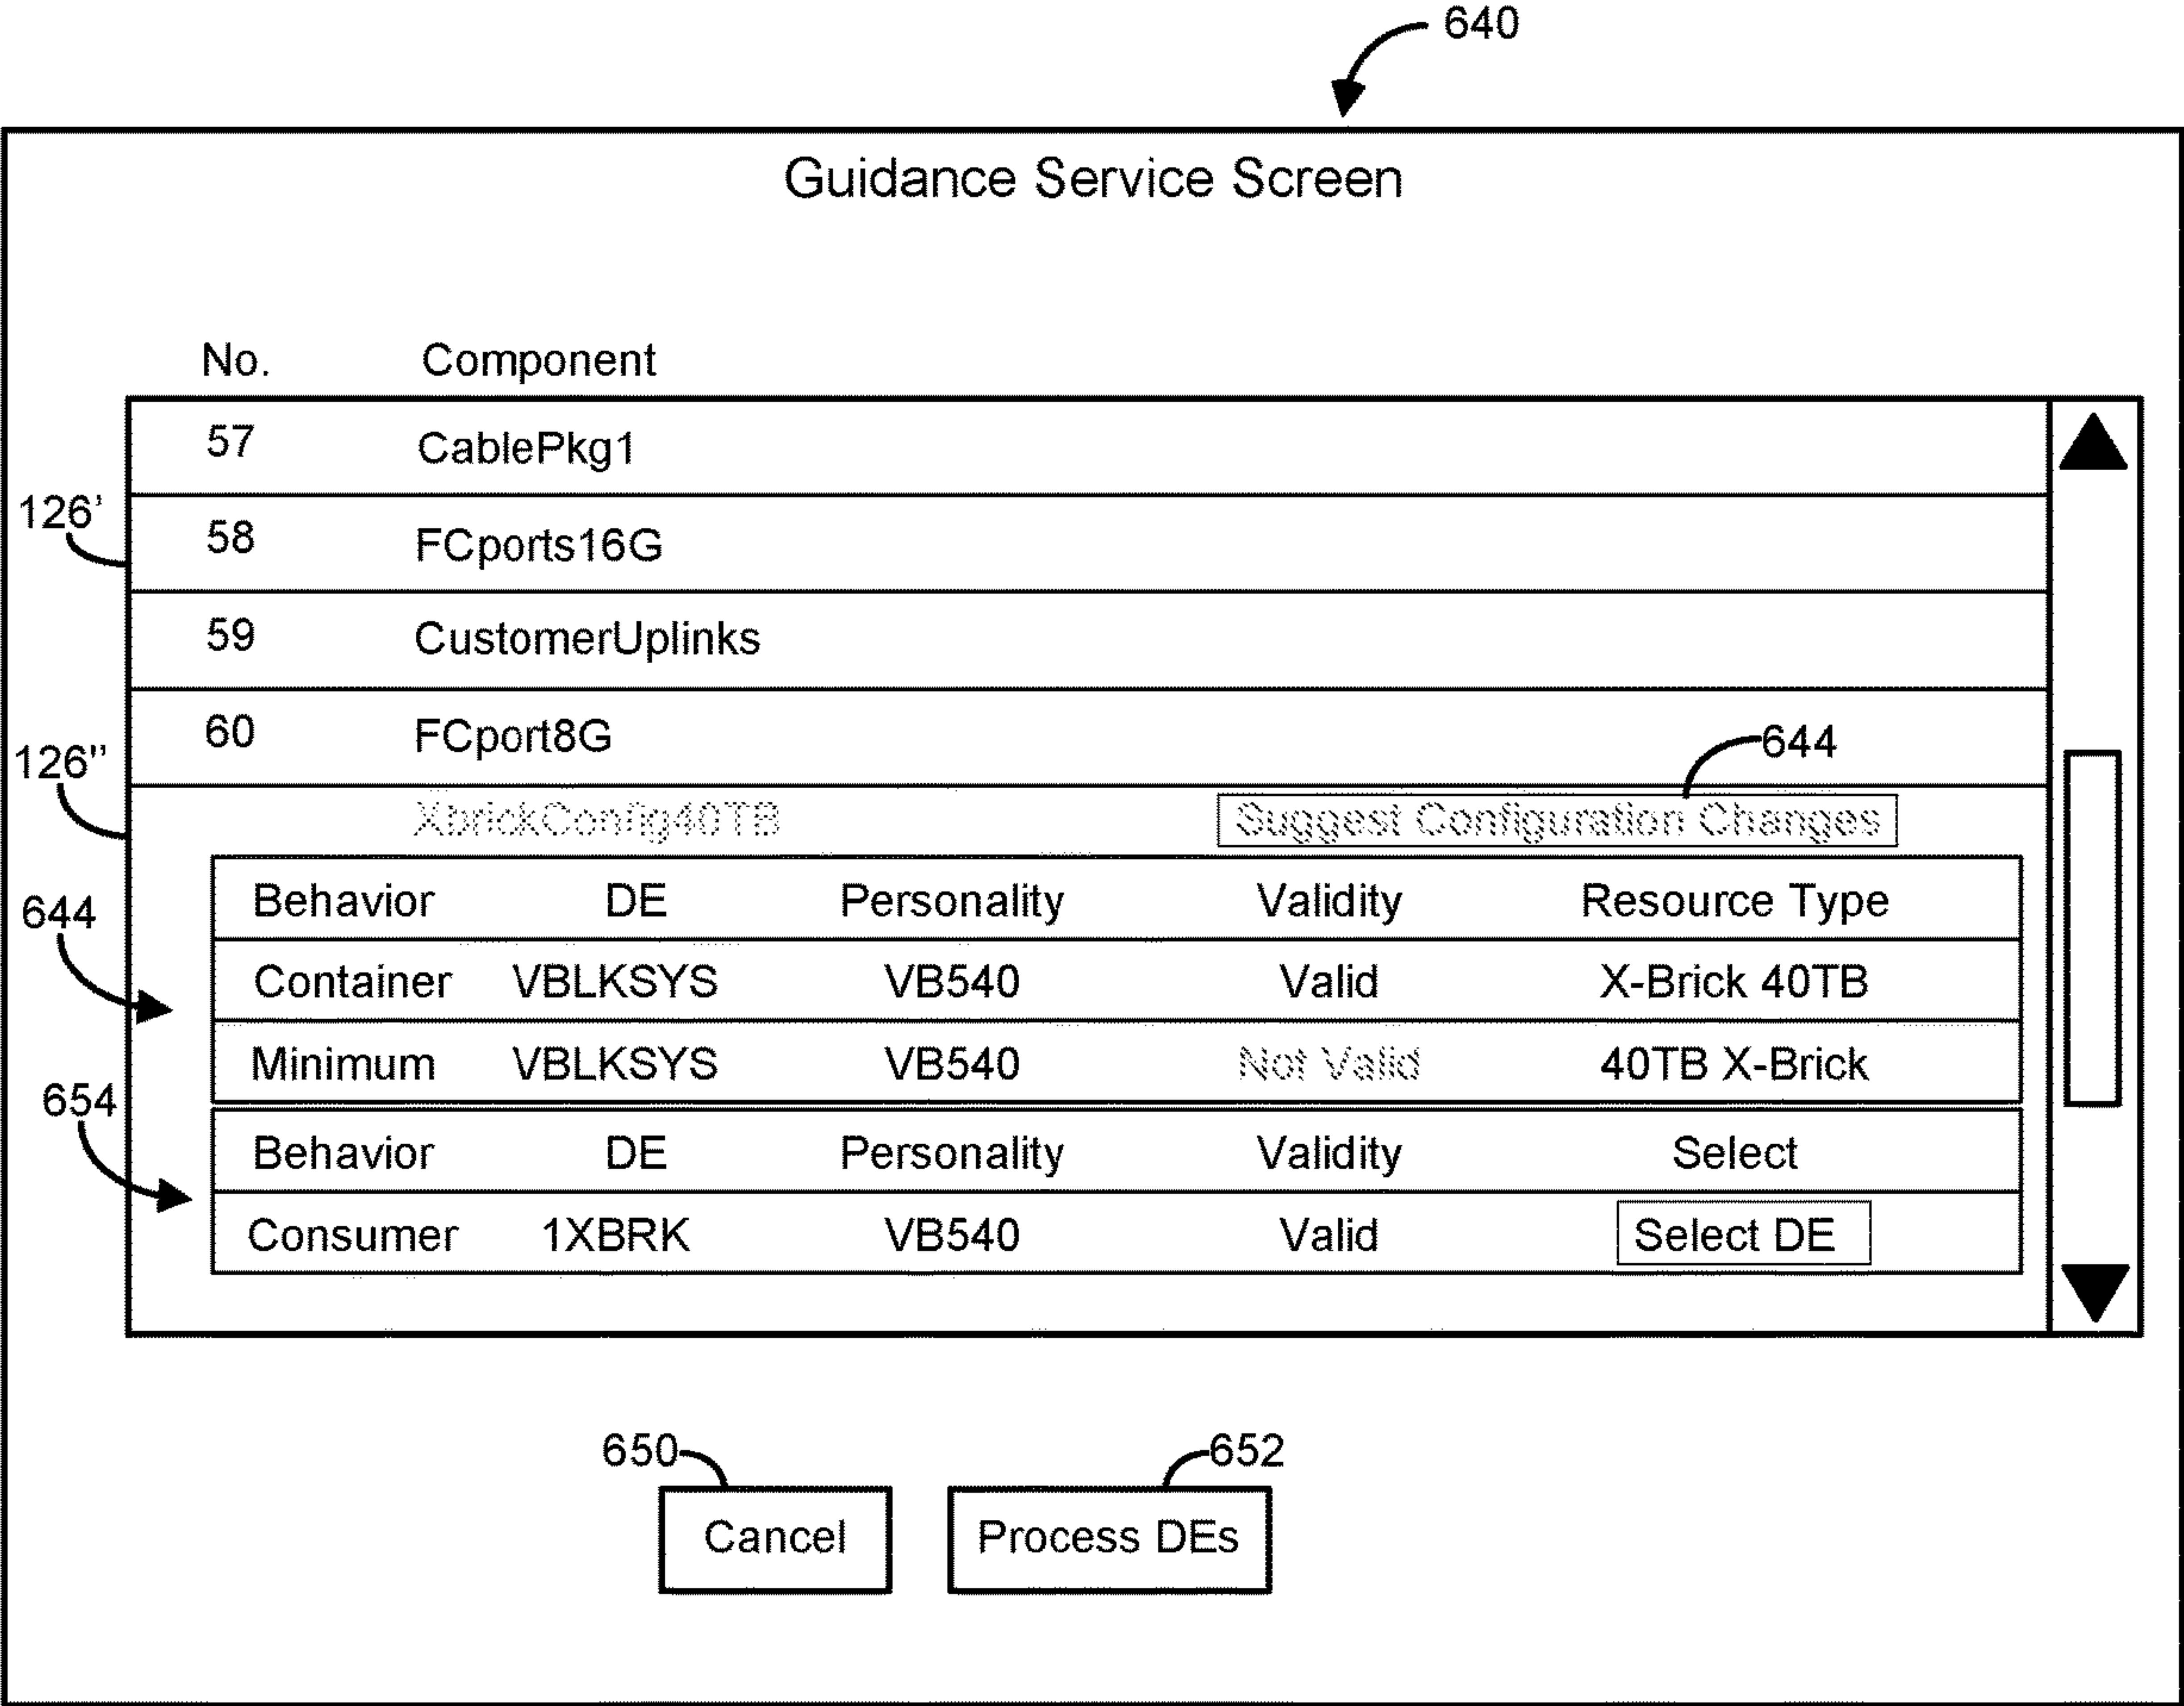 640
Guidance Service Screen
No. Component
57 CablePkg1
126’
58 FCports16G
59 CustomerUplinks
60 FCport8G
126”
644
XbrickConfig40TB Suggest Configuration Changes
644
Behavior DE Personality Validity Resource Type
Container VBLKSYS VB540 Valid X-Brick 40TB
Minimum VBLKSYS VB540 Not Valid 40TB X-Brick
654
Behavior DE Personality Validity Select
Consumer 1XBRK VB540 Valid Select DE
650 652
Cancel Process DEs